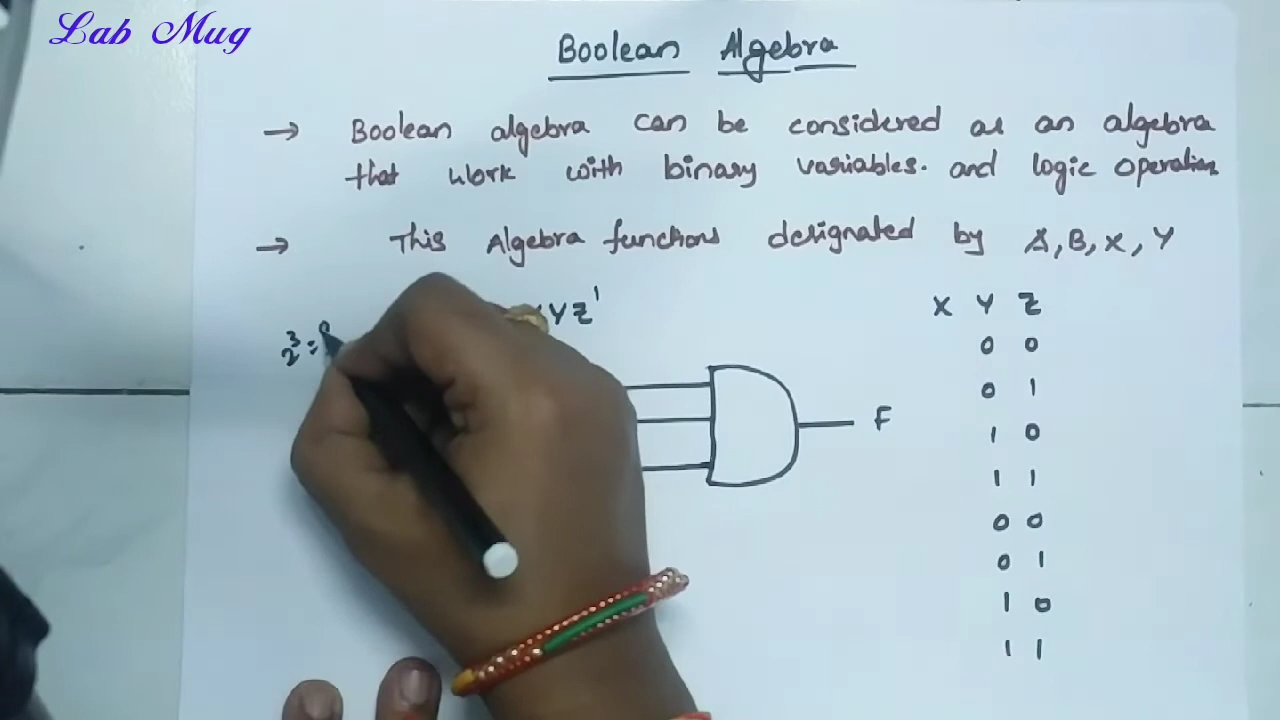 Lab Mug
Boolean Algebra
→ Boolean algebra can be considered as an algebra
that work with binary variables. and logic operation
→ This Algebra functions designated by A, B, X, Y
YZ'
2³ = 8
F
X Y Z
0 0
0 1
1 0
1 1
0 0
0 1
1 0
1 1